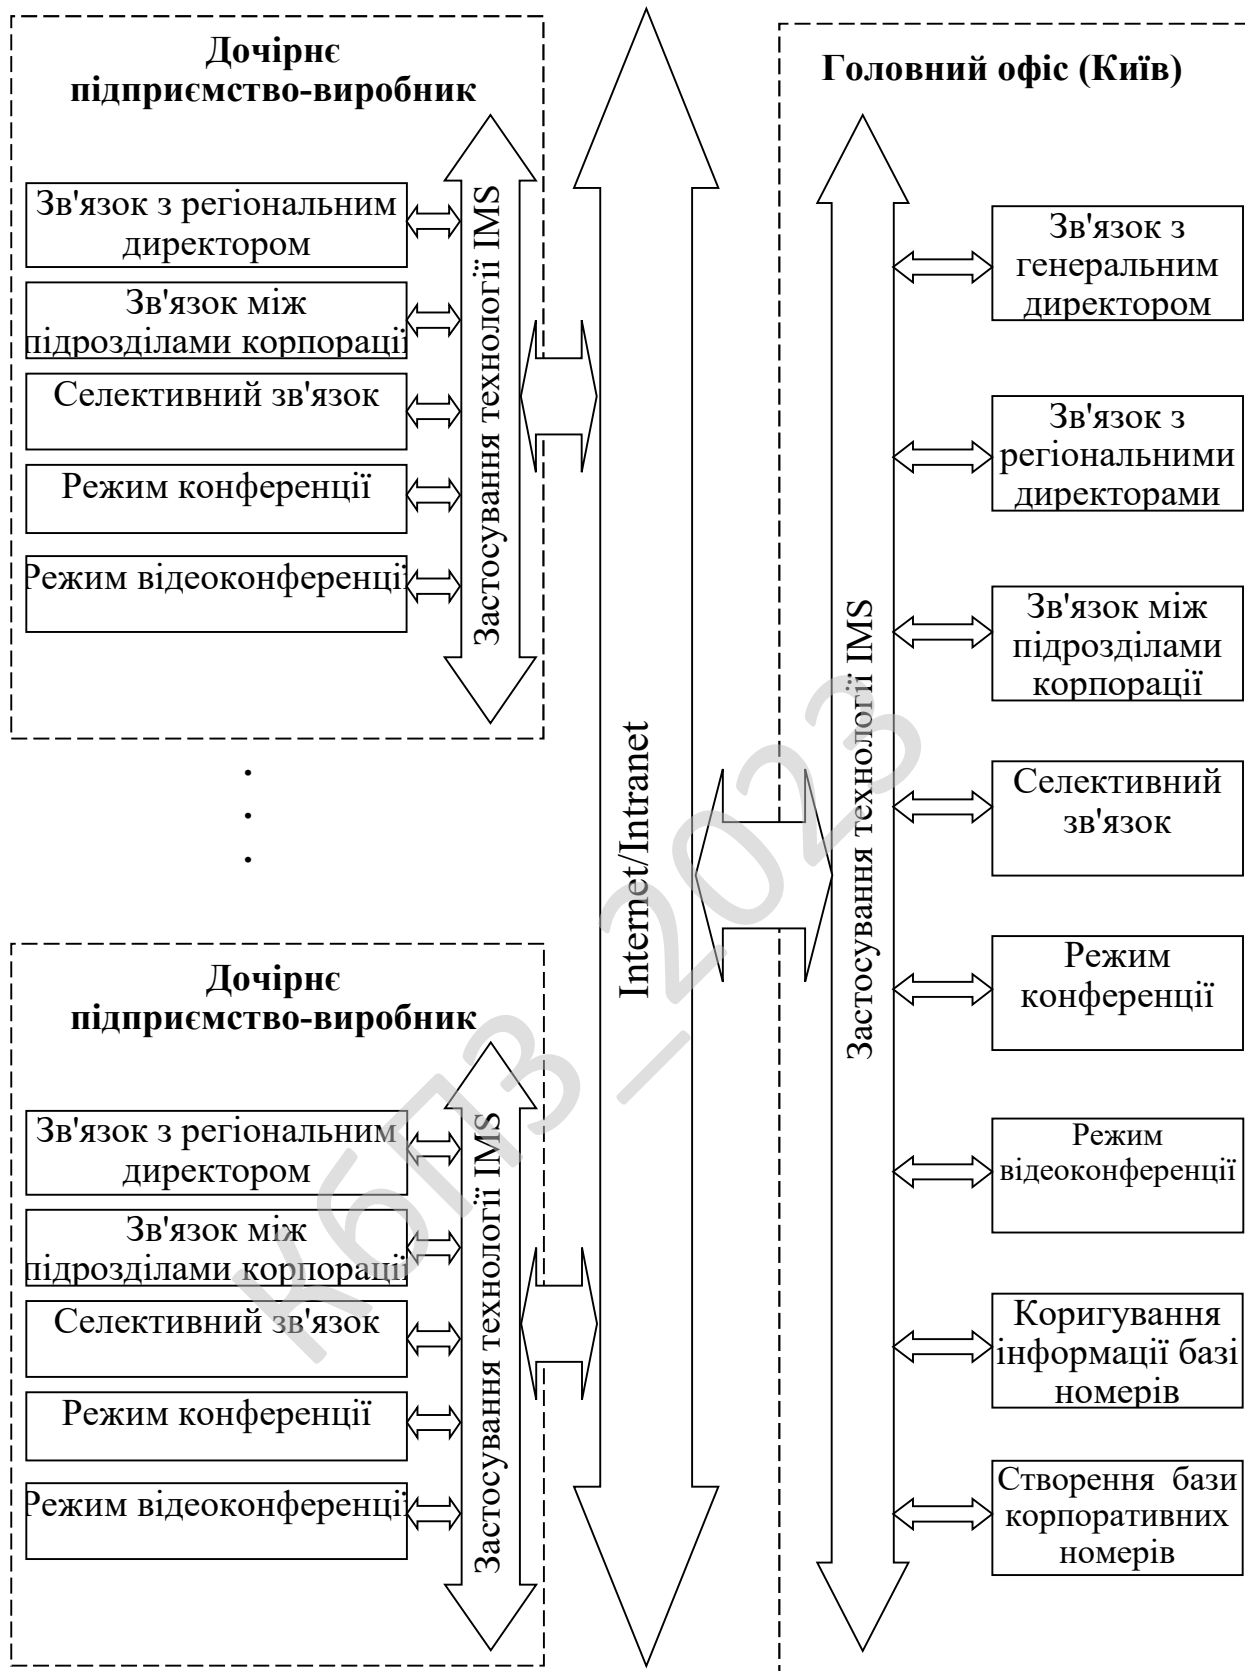 Дочірнє
підприємство-виробник
Зв'язок з регіональним
директором
Зв'язок між
підрозділами корпорації
Селективний зв'язок
Режим конференції
Режим відеоконференції
Застосування технології IMS
.
.
.
Дочірнє
підприємство-виробник
Зв'язок з регіональним
директором
Зв'язок між
підрозділами корпорації
Селективний зв'язок
Режим конференції
Режим відеоконференції
Застосування технології IMS
Internet/Intranet
Головний офіс (Київ)
Застосування технології IMS
Зв'язок з
генеральним
директором
Зв'язок з
регіональними
директорами
Зв'язок між
підрозділами
корпорації
Селективний
зв'язок
Режим
конференції
Режим
відеоконференції
Коригування
інформації базі
номерів
Створення бази
корпоративних
номерів
КбПЗ_2023